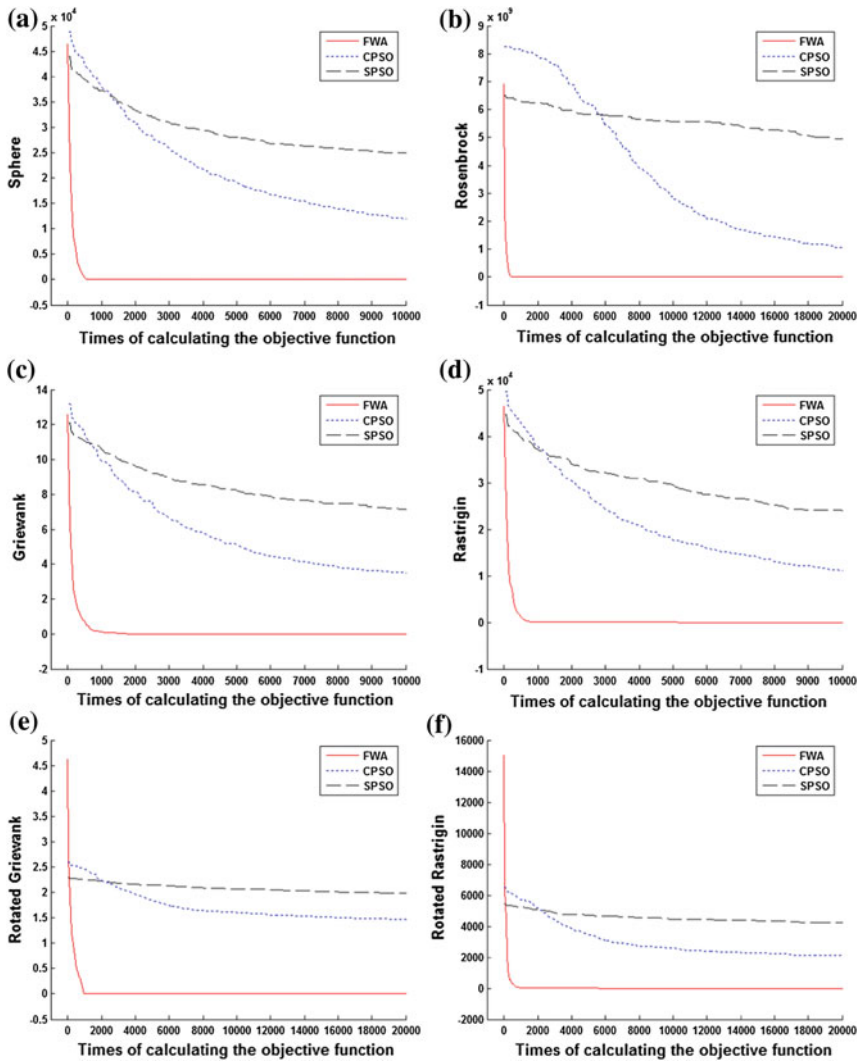 (a)
x 10⁴
5
4.5
4
3.5
3
2.5
2
1.5
1
0.5
0
-0.5
Sphere
FWA
CPSO
SPSO
0 1000 2000 3000 4000 5000 6000 7000 8000 9000 10000
Times of calculating the objective function
(b)
x 10⁹
9
8
7
6
5
4
3
2
1
0
-1
Rosenbrock
FWA
CPSO
SPSO
0 2000 4000 6000 8000 10000 12000 14000 16000 18000 20000
Times of calculating the objective function
(c)
14
12
10
8
6
4
2
0
-2
Griewank
FWA
CPSO
SPSO
0 1000 2000 3000 4000 5000 6000 7000 8000 9000 10000
Times of calculating the objective function
(d)
x 10⁴
5
4
3
2
1
0
-1
Rastrigin
FWA
CPSO
SPSO
0 1000 2000 3000 4000 5000 6000 7000 8000 9000 10000
Times of calculating the objective function
(e)
5
4.5
4
3.5
3
2.5
2
1.5
1
0.5
0
-0.5
Rotated Griewank
FWA
CPSO
SPSO
0 2000 4000 6000 8000 10000 12000 14000 16000 18000 20000
Times of calculating the objective function
(f)
16000
14000
12000
10000
8000
6000
4000
2000
0
-2000
Rotated Rastrigin
FWA
CPSO
SPSO
0 2000 4000 6000 8000 10000 12000 14000 16000 18000 20000
Times of calculating the objective function